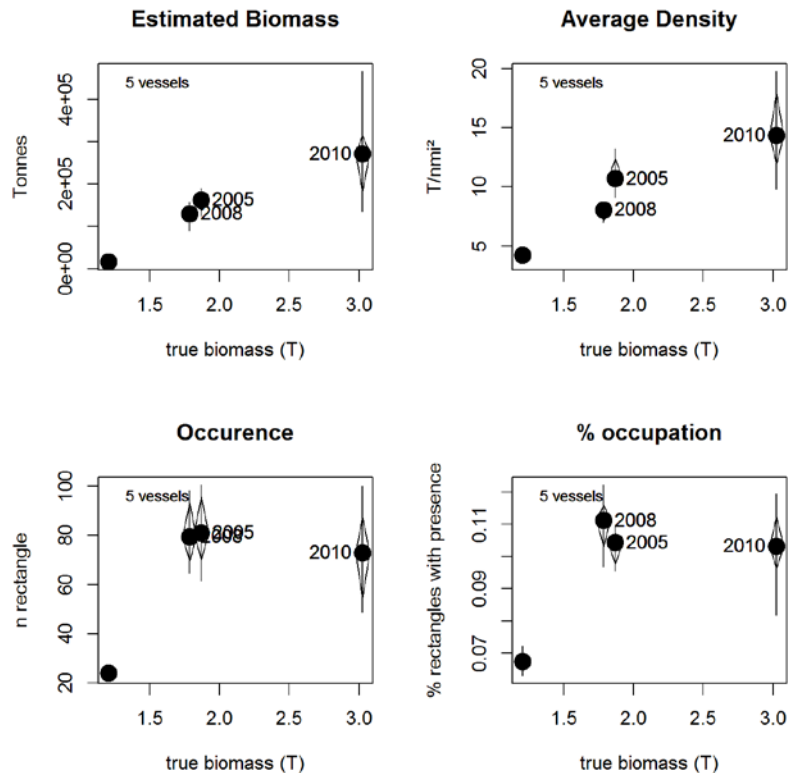 Estimated Biomass
5 vessels
2010
2005
2008
Tonnes
0e+00
2e+05
4e+05
1.5
2.0
2.5
3.0
true biomass (T)
Average Density
5 vessels
2010
2005
2008
T/nmi²
5
10
15
20
1.5
2.0
2.5
3.0
true biomass (T)
Occurence
5 vessels
2005
2008
2010
n rectangle
20
40
60
80
100
1.5
2.0
2.5
3.0
true biomass (T)
% occupation
5 vessels
2008
2005
2010
% rectangles with presence
0.07
0.09
0.11
1.5
2.0
2.5
3.0
true biomass (T)